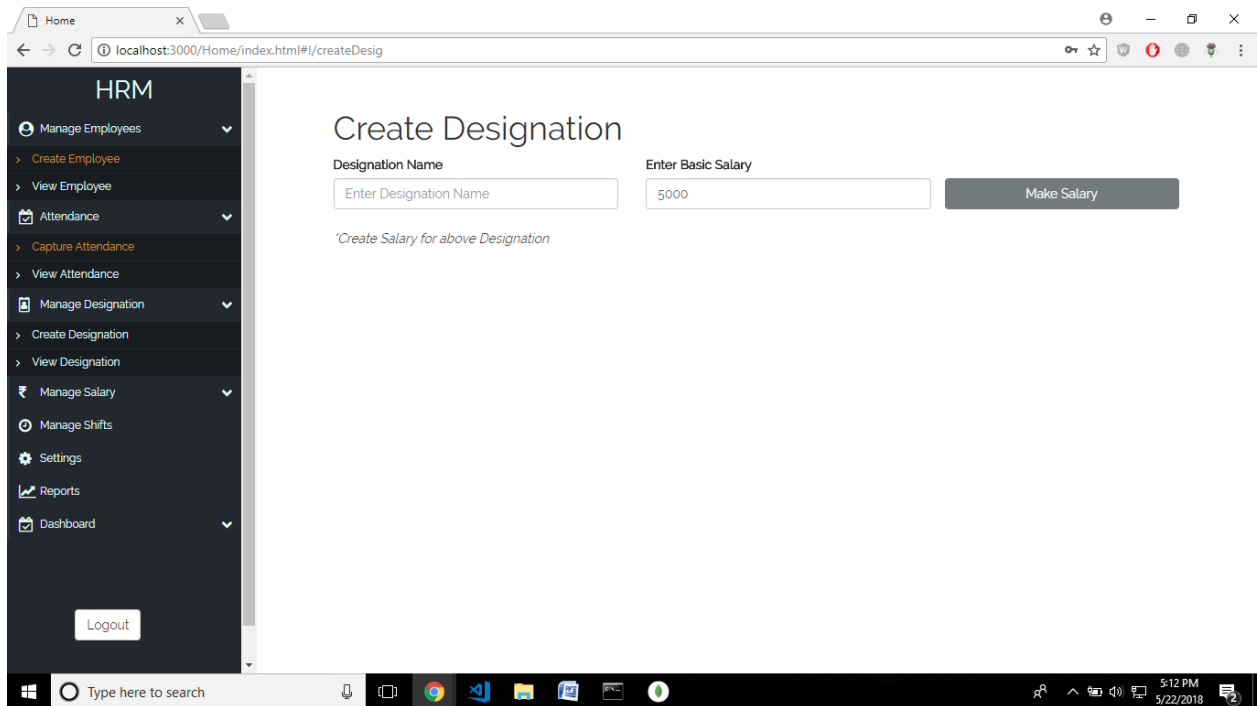 Home
localhost:3000/Home/index.html#!/createDesig
HRM
Manage Employees
Create Employee
View Employee
Attendance
Capture Attendance
View Attendance
Manage Designation
Create Designation
View Designation
₹ Manage Salary
Manage Shifts
Settings
Reports
Dashboard
Logout
Create Designation
Designation Name
Enter Basic Salary
Enter Designation Name
5000
Make Salary
*Create Salary for above Designation
Type here to search
5:12 PM
5/22/2018
2